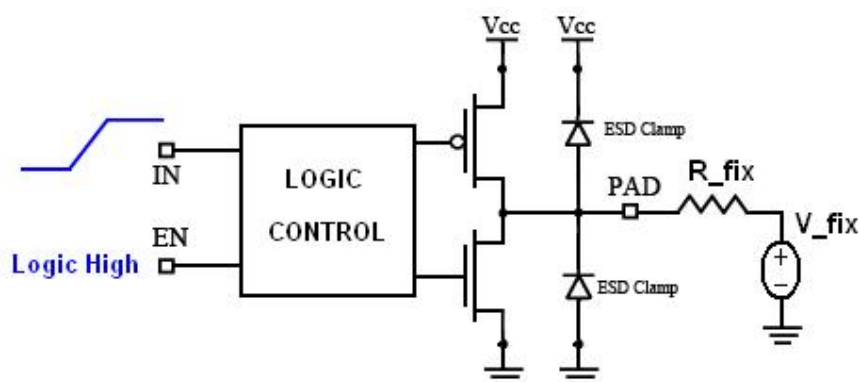 Vcc
Vcc
ESD Clamp
IN
LOGIC
CONTROL
PAD
R_fix
V_fix
EN
Logic High
ESD Clamp
+
−